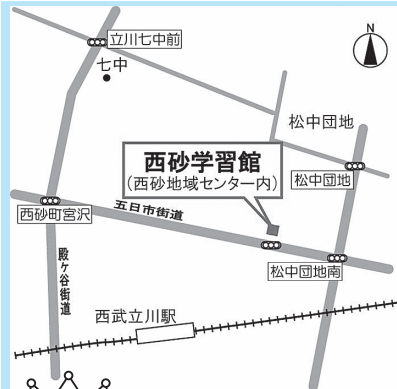 N
立川七中前
七中
松中団地
西砂学習館
(西砂地域センター内)
松中団地
五日市街道
西砂町宮沢
松中団地南
殿ヶ谷街道
西武立川駅